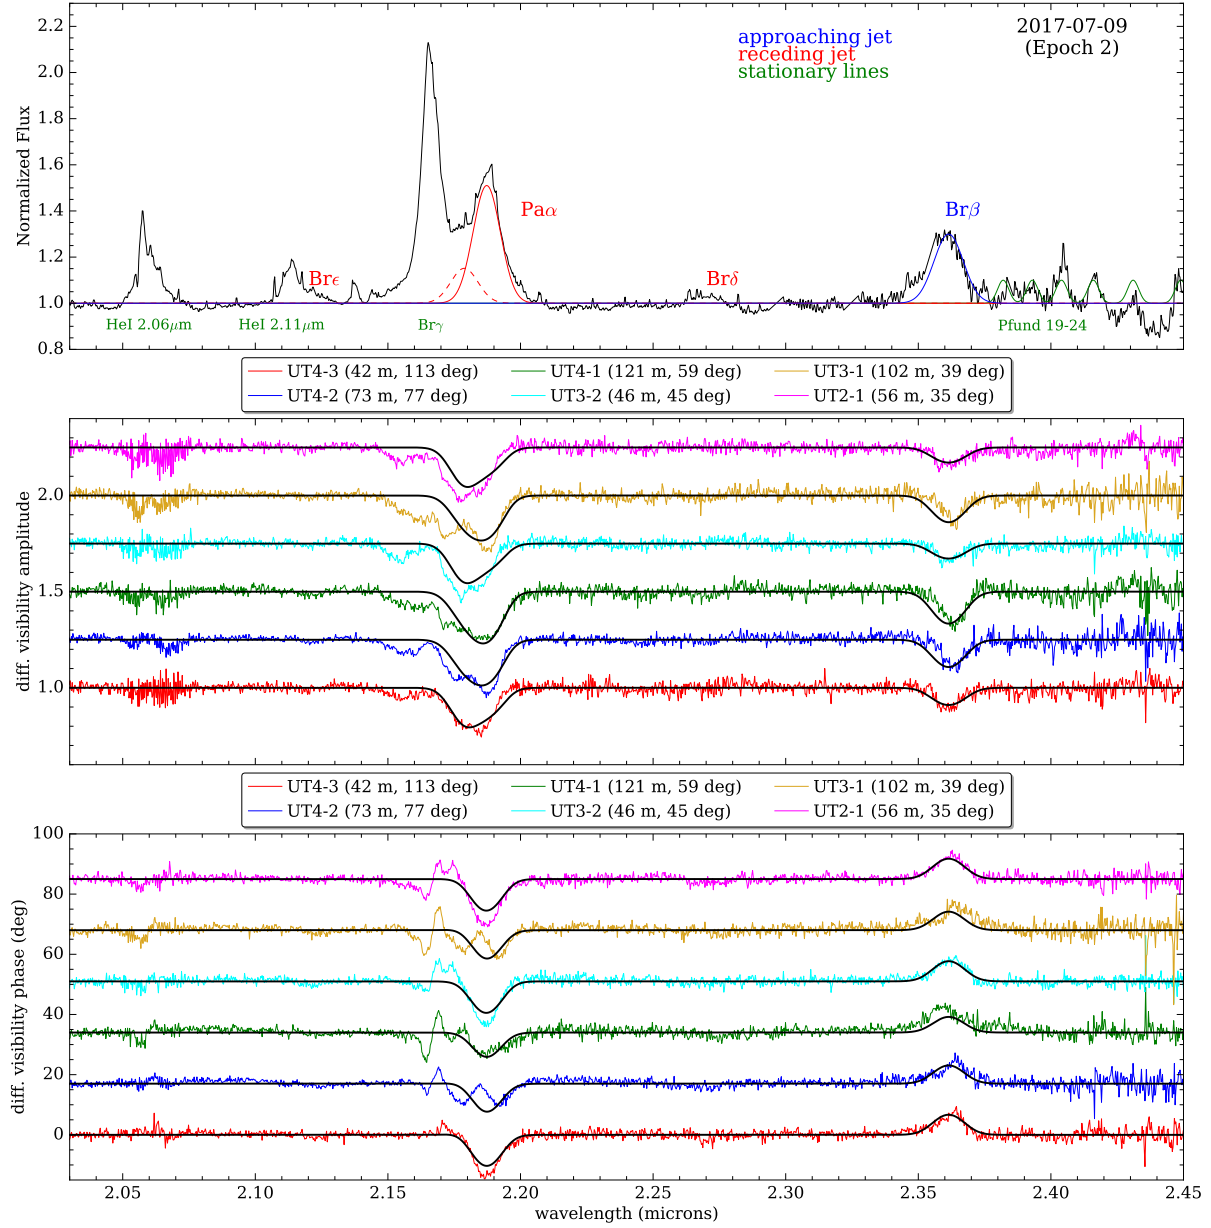 2017-07-09
(Epoch 2)
approaching jet
receding jet
stationary lines
Normalized Flux
2.2
2.0
1.8
1.6
1.4
1.2
1.0
0.8
Paα
Brβ
Brϵ
Brδ
HeI 2.06μm
HeI 2.11μm
Brγ
Pfund 19-24
UT4-3 (42 m, 113 deg)
UT4-1 (121 m, 59 deg)
UT3-1 (102 m, 39 deg)
UT4-2 (73 m, 77 deg)
UT3-2 (46 m, 45 deg)
UT2-1 (56 m, 35 deg)
diff. visibility amplitude
2.0
1.5
1.0
UT4-3 (42 m, 113 deg)
UT4-1 (121 m, 59 deg)
UT3-1 (102 m, 39 deg)
UT4-2 (73 m, 77 deg)
UT3-2 (46 m, 45 deg)
UT2-1 (56 m, 35 deg)
diff. visibility phase (deg)
100
80
60
40
20
0
2.05 2.10 2.15 2.20 2.25 2.30 2.35 2.40 2.45
wavelength (microns)